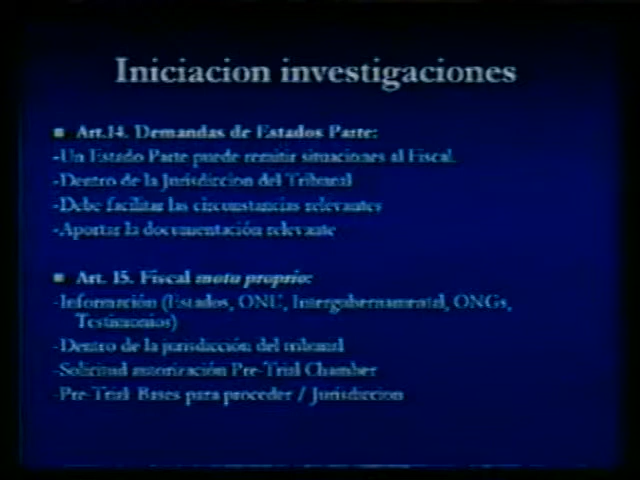 Iniciacion investigaciones
■ Art.14. Demandas de Estados Parte:
-Un Estado Parte puede remitir situaciones al Fiscal.
-Dentro de la Jurisdiccion del Tribunal
-Debe facilitar las circunstancias relevantes
-Aportar la documentación relevante
■ Art. 15. Fiscal motu proprio:
-Información (Estados, ONU, Intergubernamental, ONGs,
Testimonios)
-Dentro de la jurisdicción del tribunal
-Solicitud autorización Pre-Trial Chamber
-Pre-Trial Bases para proceder / Jurisdiccion